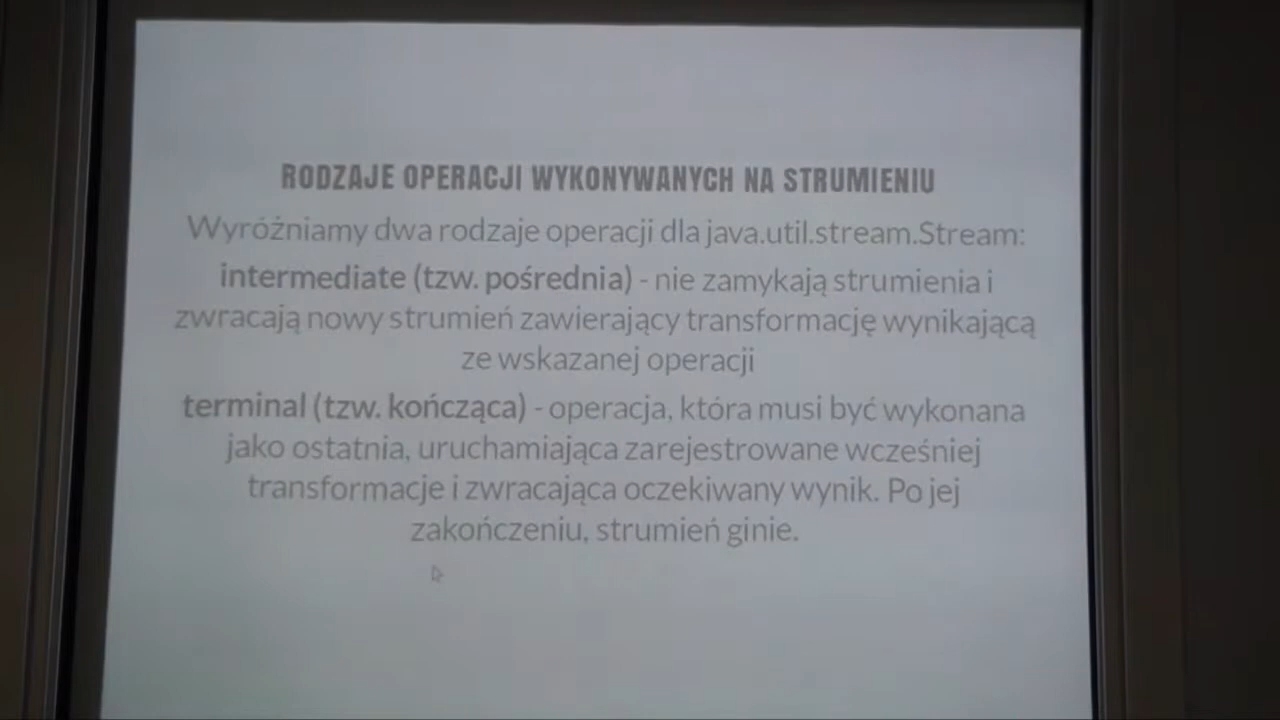 RODZAJE OPERACJI WYKONYWANYCH NA STRUMIENIU
Wyróżniamy dwa rodzaje operacji dla java.util.stream.Stream:
intermediate (tzw. pośrednia) - nie zamykają strumienia i
zwracają nowy strumień zawierający transformację wynikającą
ze wskazanej operacji
terminal (tzw. kończąca) - operacja, która musi być wykonana
jako ostatnia, uruchamiająca zarejestrowane wcześniej
transformacje i zwracająca oczekiwany wynik. Po jej
zakończeniu, strumień ginie.